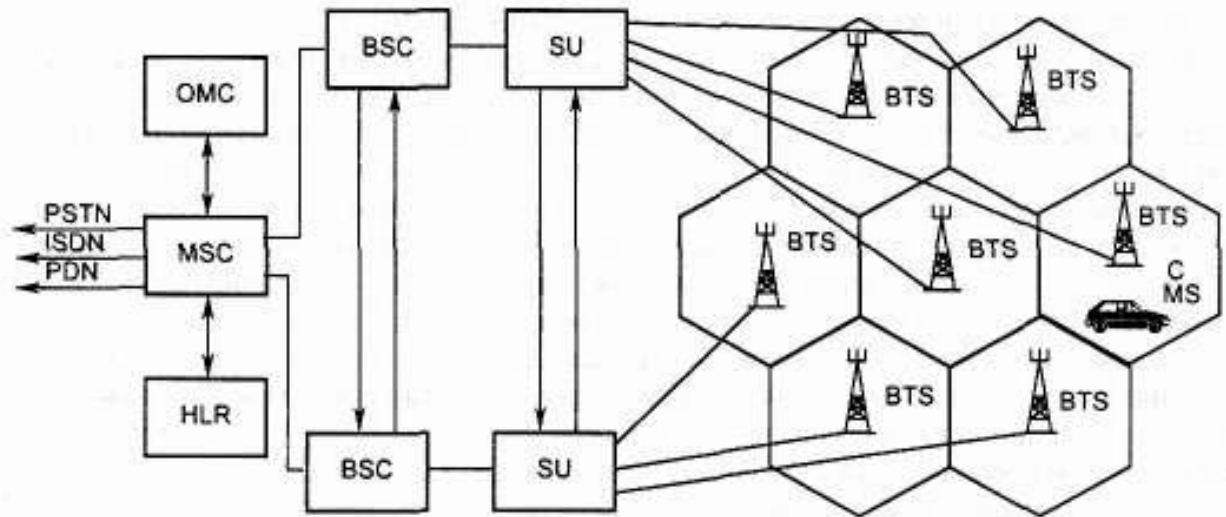 BSC
SU
OMC
BTS
BTS
PSTN
ISDN
PDN
MSC
BTS
BTS
BTS
C
MS
HLR
BTS
BTS
BSC
SU